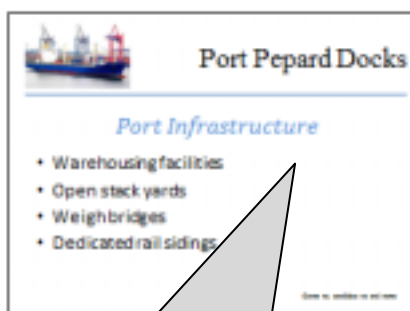 Port Pepard Docks
Port Infrastructure
• Warehousing facilities
• Open stack yards
• Weighbridges
• Dedicated rail sidings